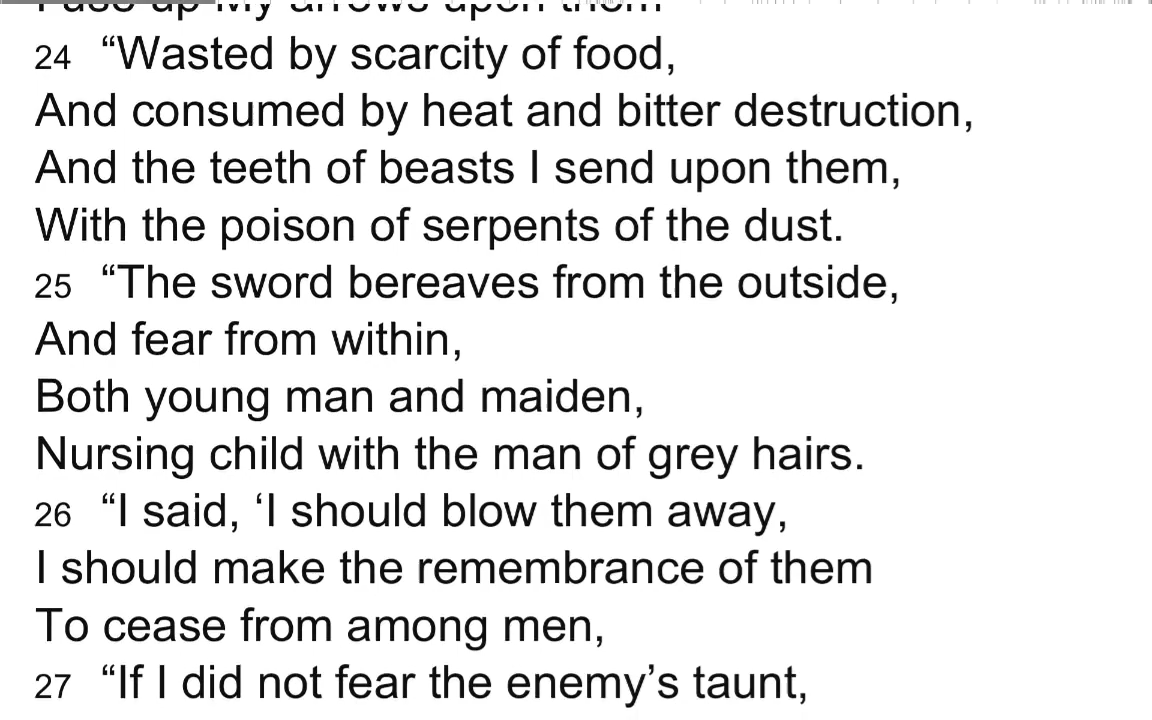 24 “Wasted by scarcity of food,
And consumed by heat and bitter destruction,
And the teeth of beasts I send upon them,
With the poison of serpents of the dust.
25 “The sword bereaves from the outside,
And fear from within,
Both young man and maiden,
Nursing child with the man of grey hairs.
26 “I said, ‘I should blow them away,
I should make the remembrance of them
To cease from among men,
27 “If I did not fear the enemy’s taunt,